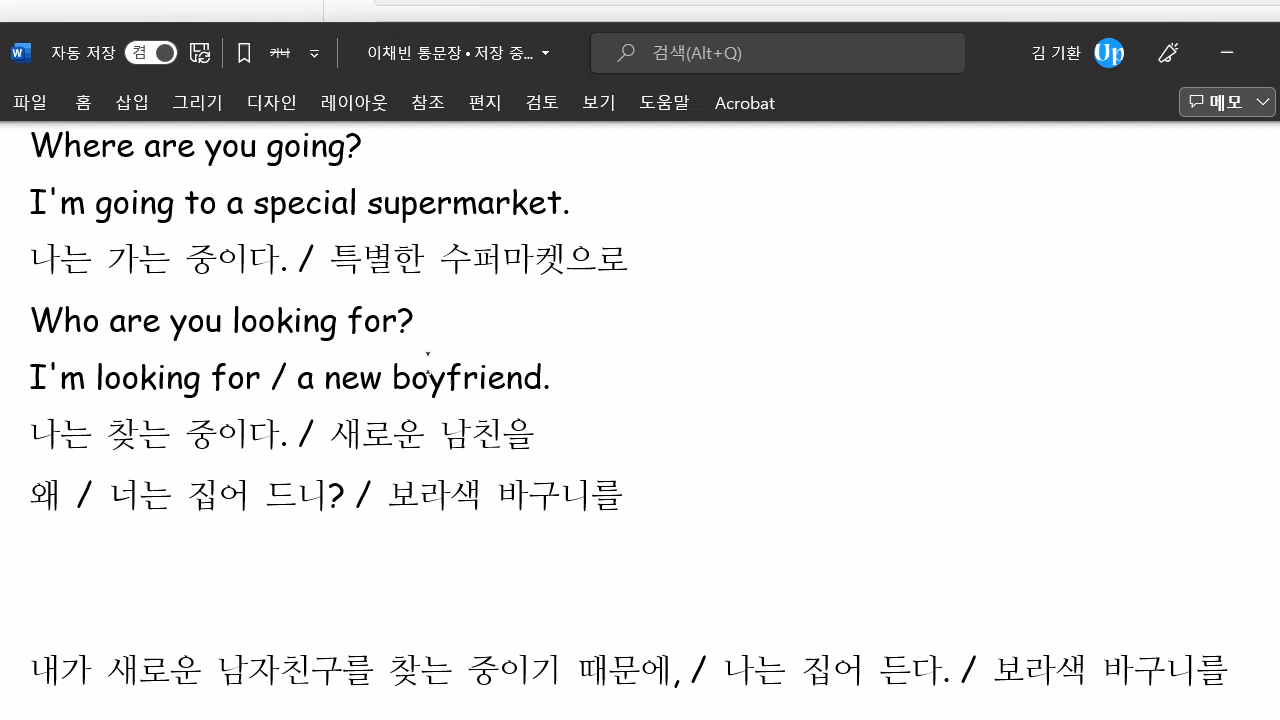 자동 저장 켬 가나 이채빈 통문장 • 저장 중... 검색(Alt+Q) 김 기환 Up
파일 홈 삽입 그리기 디자인 레이아웃 참조 편지 검토 보기 도움말 Acrobat 메모
Where are you going?
I'm going to a special supermarket.
나는 가는 중이다. / 특별한 수퍼마켓으로
Who are you looking for?
I'm looking for / a new boyfriend.
나는 찾는 중이다. / 새로운 남친을
왜 / 너는 집어 드니? / 보라색 바구니를
내가 새로운 남자친구를 찾는 중이기 때문에, / 나는 집어 든다. / 보라색 바구니를